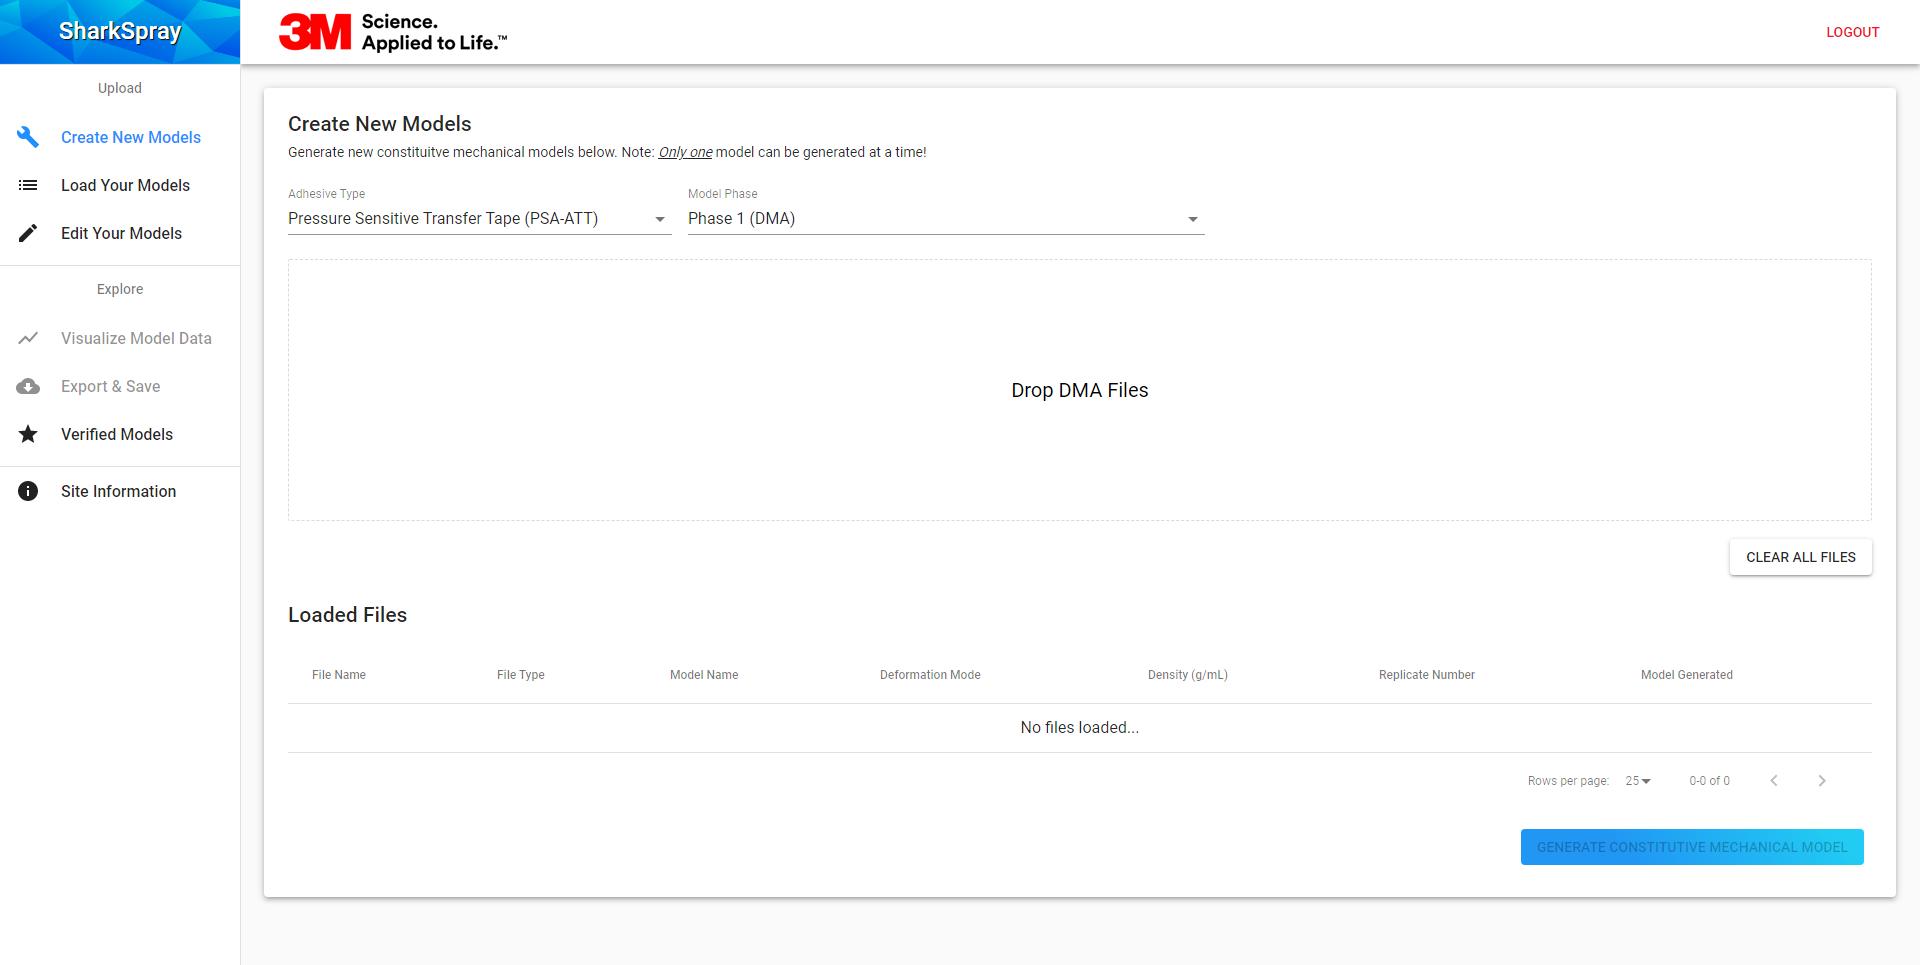 SharkSpray
3M Science.
Applied to Life.™
LOGOUT
Upload
Create New Models
Load Your Models
Edit Your Models
Explore
Visualize Model Data
Export & Save
Verified Models
Site Information
Create New Models
Generate new constituitve mechanical models below. Note: Only one model can be generated at a time!
Adhesive Type
Model Phase
Pressure Sensitive Transfer Tape (PSA-ATT)
Phase 1 (DMA)
Drop DMA Files
CLEAR ALL FILES
Loaded Files
File Name File Type Model Name Deformation Mode Density (g/mL) Replicate Number Model Generated
No files loaded...
Rows per page: 25 0-0 of 0
GENERATE CONSTITUTIVE MECHANICAL MODEL